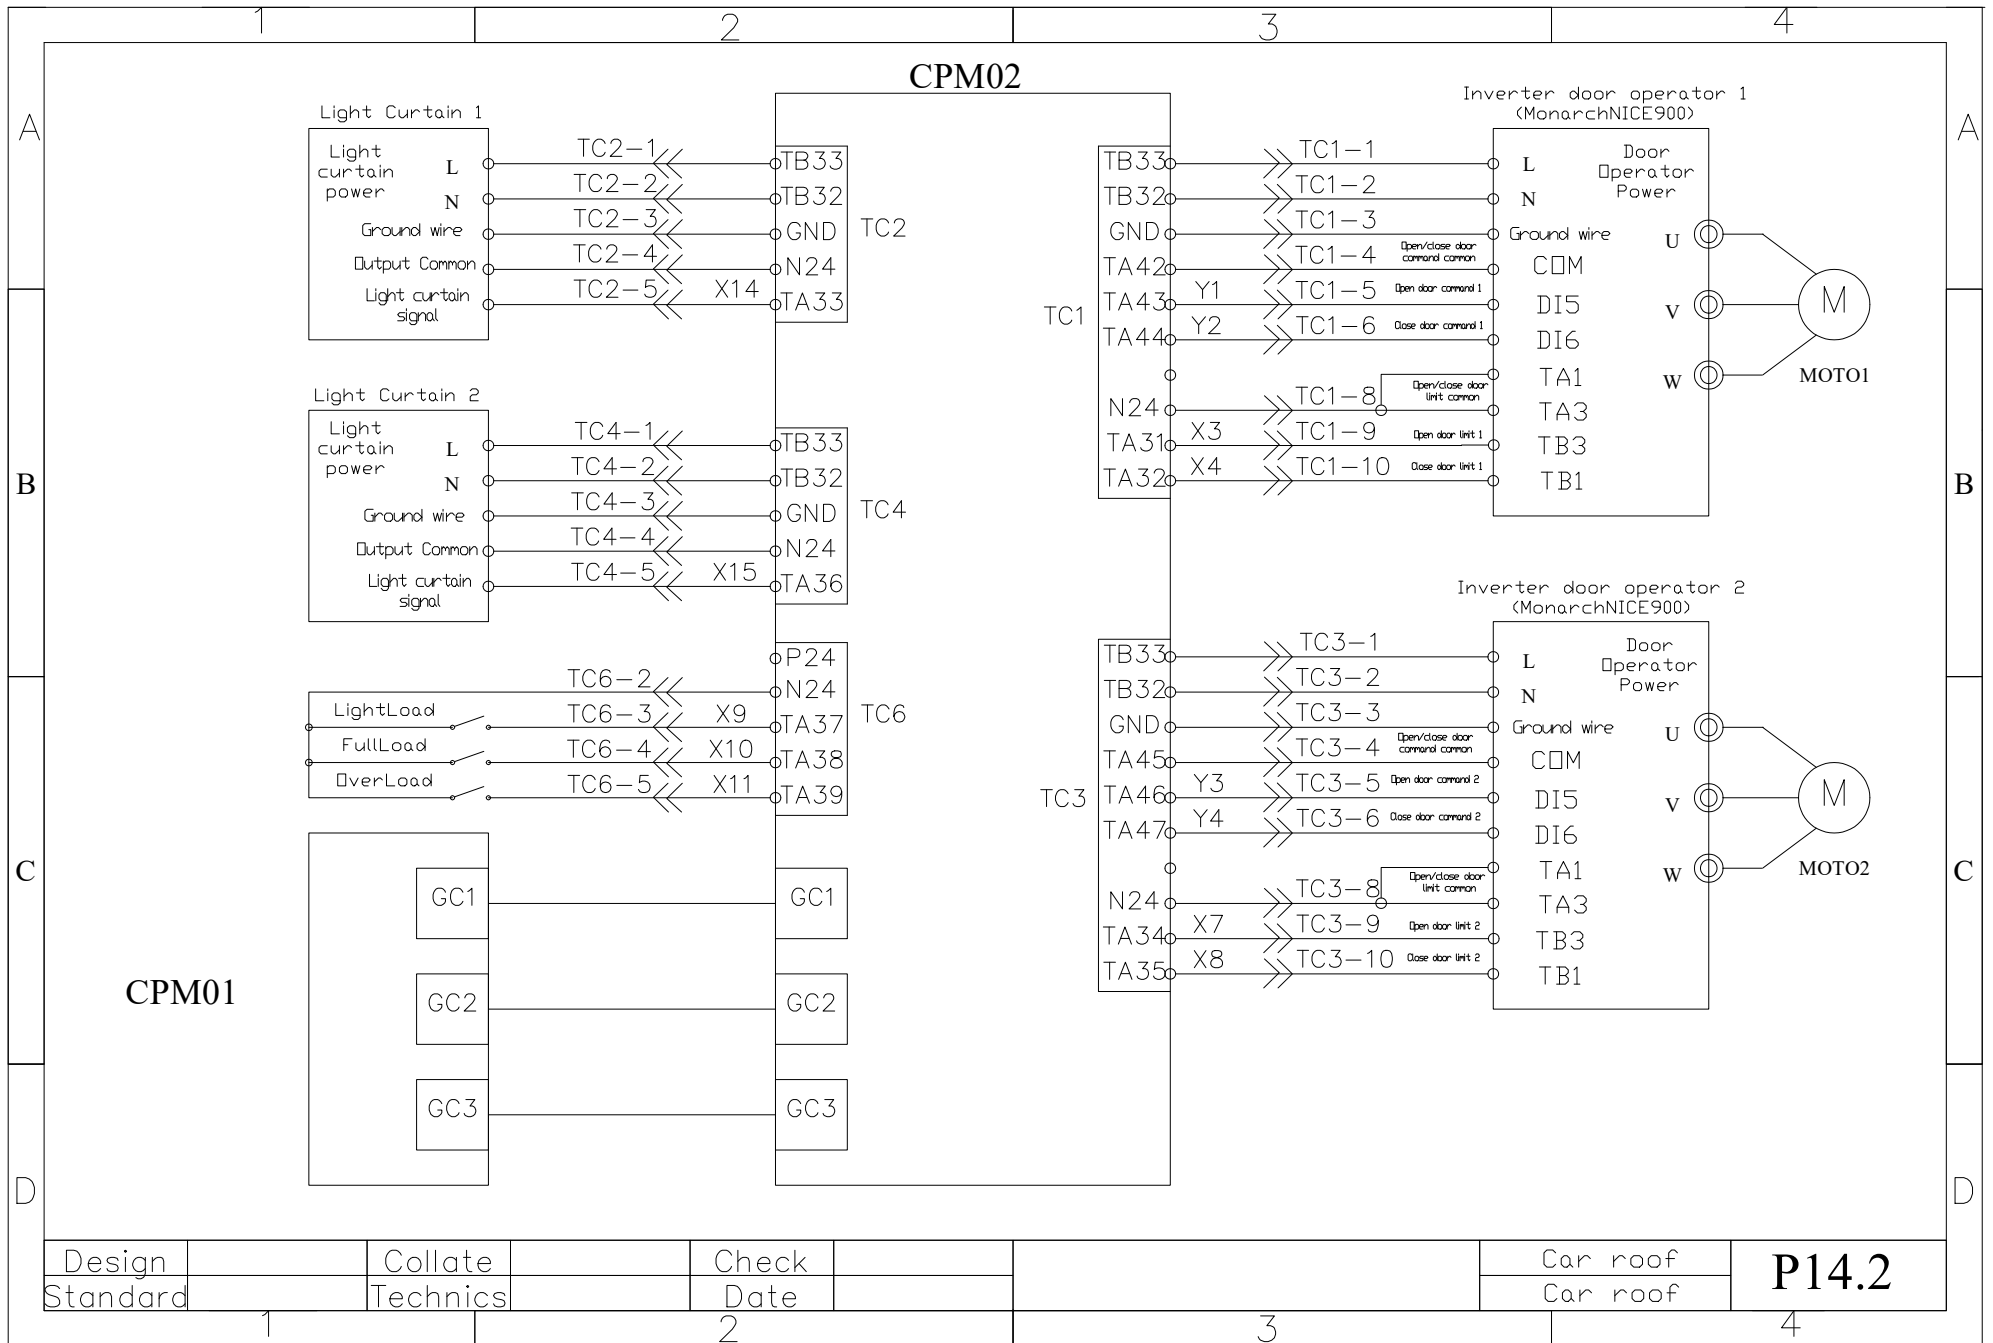 1
2
3
4
A
A
B
B
C
C
D
D
CPM02
Light Curtain 1
Light
curtain
power
L
N
Ground wire
Output Common
Light curtain
signal
TC2-1
TC2-2
TC2-3
TC2-4
TC2-5
X14
TB33
TB32
GND
N24
TA33
TC2
Light Curtain 2
Light
curtain
power
L
N
Ground wire
Output Common
Light curtain
signal
TC4-1
TC4-2
TC4-3
TC4-4
TC4-5
X15
TB33
TB32
GND
N24
TA36
TC4
LightLoad
FullLoad
OverLoad
TC6-2
TC6-3
TC6-4
TC6-5
X9
X10
X11
P24
N24
TA37
TA38
TA39
TC6
CPM01
GC1
GC2
GC3
GC1
GC2
GC3
TC1
TB33
TB32
GND
TA42
TA43
TA44
N24
TA31
TA32
Y1
Y2
X3
X4
TC1-1
TC1-2
TC1-3
TC1-4
TC1-5
TC1-6
TC1-8
TC1-9
TC1-10
Open/close door
command common
Open door command 1
Close door command 1
Open/close door
limit common
Open door limit 1
Close door limit 1
Inverter door operator 1
(MonarchNICE900)
L
N
Ground wire
COM
DI5
DI6
TA1
TA3
TB3
TB1
Door
Operator
Power
U
V
W
M
MOTO1
TC3
TB33
TB32
GND
TA45
TA46
TA47
N24
TA34
TA35
Y3
Y4
X7
X8
TC3-1
TC3-2
TC3-3
TC3-4
TC3-5
TC3-6
TC3-8
TC3-9
TC3-10
Open/close door
command common
Open door command 2
Close door command 2
Open/close door
limit common
Open door limit 2
Close door limit 2
Inverter door operator 2
(MonarchNICE900)
L
N
Ground wire
COM
DI5
DI6
TA1
TA3
TB3
TB1
Door
Operator
Power
U
V
W
M
MOTO2
Design
Collate
Check
Car roof
P14.2
Standard
Technics
Date
Car roof
1
2
3
4